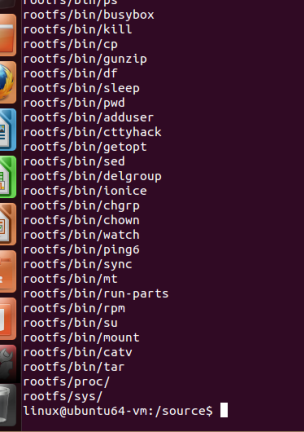 rootfs/bin/ps
rootfs/bin/busybox
rootfs/bin/kill
rootfs/bin/cp
rootfs/bin/gunzip
rootfs/bin/df
rootfs/bin/sleep
rootfs/bin/pwd
rootfs/bin/adduser
rootfs/bin/cttyhack
rootfs/bin/getopt
rootfs/bin/sed
rootfs/bin/delgroup
rootfs/bin/ionice
rootfs/bin/chgrp
rootfs/bin/chown
rootfs/bin/watch
rootfs/bin/ping6
rootfs/bin/sync
rootfs/bin/mt
rootfs/bin/run-parts
rootfs/bin/rpm
rootfs/bin/su
rootfs/bin/mount
rootfs/bin/catv
rootfs/bin/tar
rootfs/proc/
rootfs/sys/
linux@ubuntu64-vm:/source$